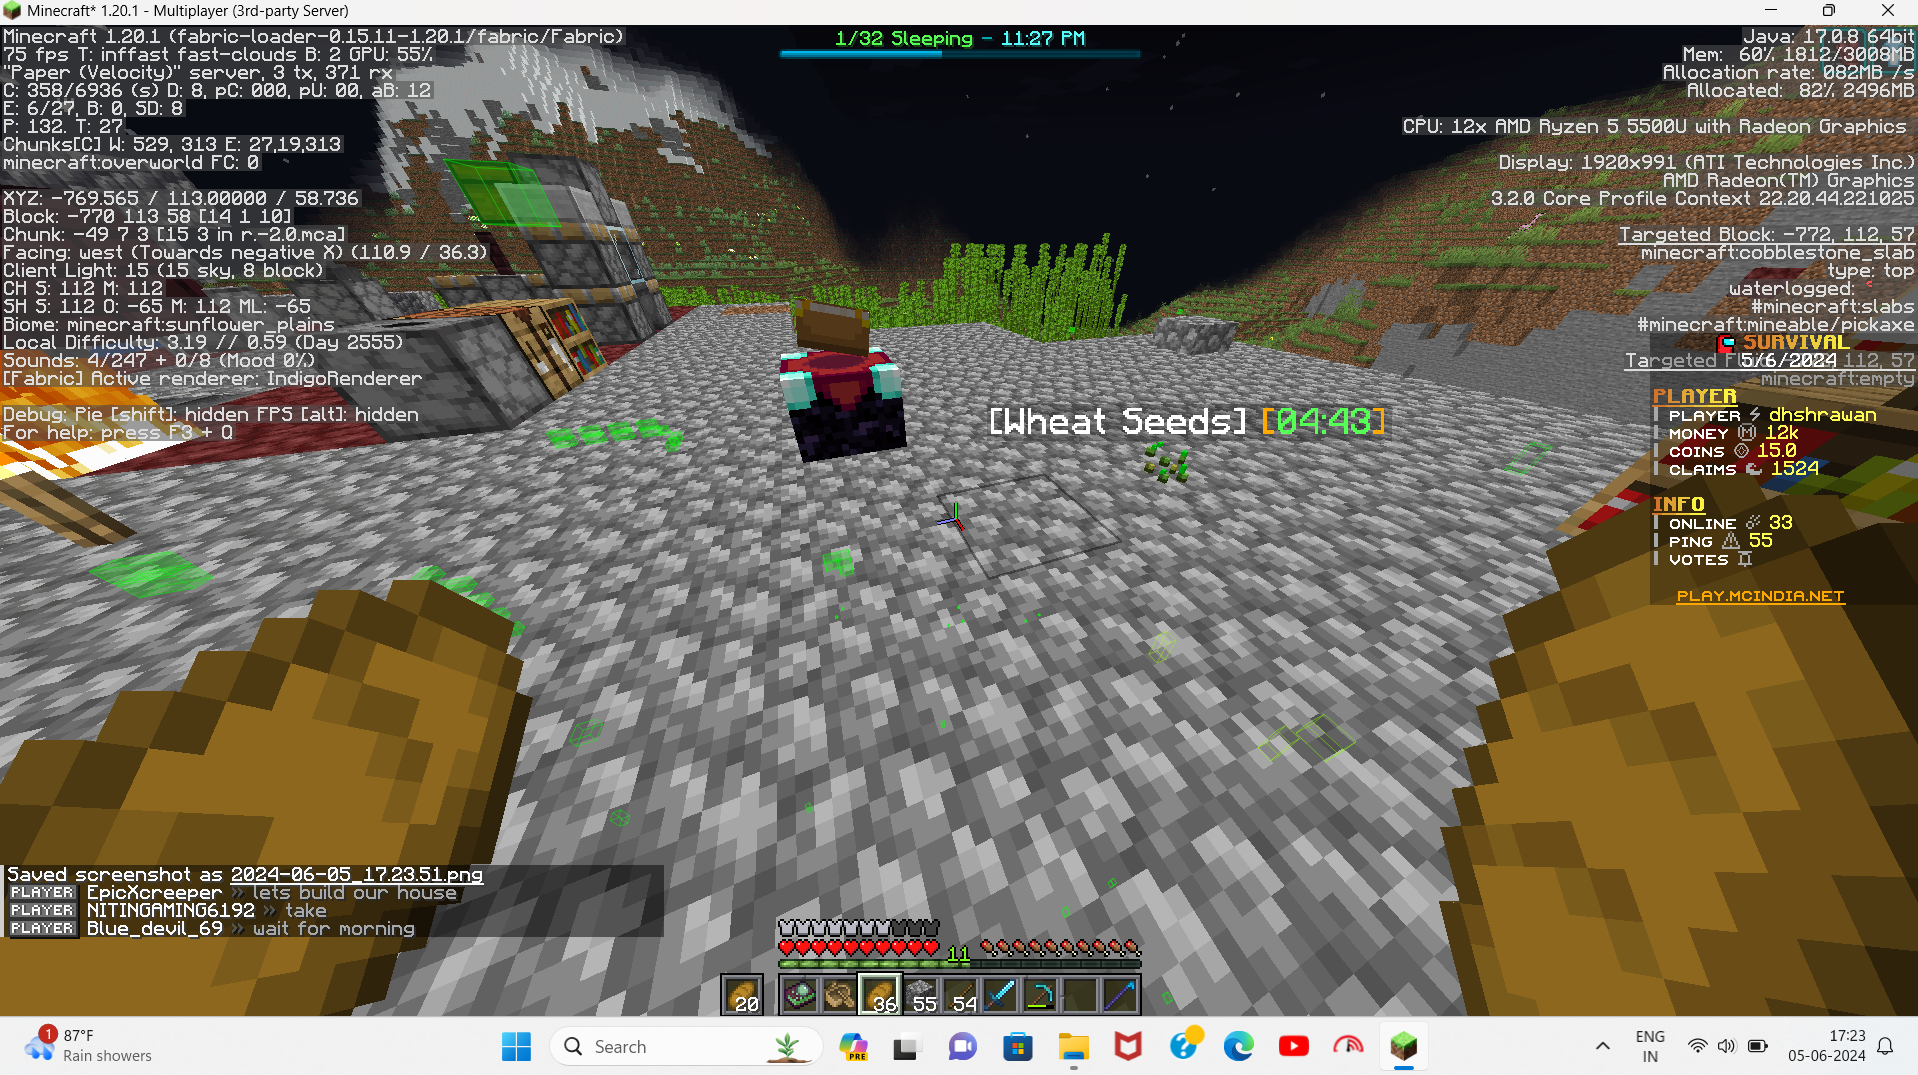 Minecraft* 1.20.1 - Multiplayer (3rd-party Server)
Minecraft 1.20.1 (fabric-loader-0.15.11-1.20.1/fabric/Fabric)
75 fps T: inffast fast-clouds B: 2 GPU: 55%
"Paper (Velocity)" server, 3 tx, 371 rx
C: 358/6936 (s) D: 8, pC: 000, pU: 00, aB: 12
E: 6/27, B: 0, SD: 8
P: 132. T: 27
Chunks[C] W: 529, 313 E: 27,19,313
minecraft:overworld FC: 0
XYZ: -769.565 / 113.00000 / 58.736
Block: -770 113 58 [14 1 10]
Chunk: -49 7 3 [15 3 in r.-2.0.mca]
Facing: west (Towards negative X) (110.9 / 36.3)
Client Light: 15 (15 sky, 8 block)
CH S: 112 M: 112
SH S: 112 O: -65 M: 112 ML: -65
Biome: minecraft:sunflower_plains
Local Difficulty: 3.19 // 0.59 (Day 2555)
Sounds: 4/247 + 0/8 (Mood 0%)
[Fabric] Active renderer: IndigoRenderer
Debug: Pie [shift]: hidden FPS [alt]: hidden
For help: press F3 + Q
1/32 Sleeping - 11:27 PM
Java: 17.0.8 64bit
Mem: 60% 1812/3008MB
Allocation rate: 082MB /s
Allocated: 82% 2496MB
CPU: 12x AMD Ryzen 5 5500U with Radeon Graphics
Display: 1920x991 (ATI Technologies Inc.)
AMD Radeon(TM) Graphics
3.2.0 Core Profile Context 22.20.44.221025
Targeted Block: -772, 112, 57
minecraft:cobblestone_slab
type: top
waterlogged:
#minecraft:slabs
#minecraft:mineable/pickaxe
SURVIVAL
Targeted 5/6/2024 112, 57
minecraft:empty
PLAYER
PLAYER dhshrawan
MONEY 12k
COINS 15.0
CLAIMS 1524
INFO
ONLINE 33
PING 55
VOTES
PLAY.MCINDIA.NET
[Wheat Seeds] [04:43]
Saved screenshot as 2024-06-05_17.23.51.png
PLAYER EpicXcreeper » lets build our house
PLAYER NITINGAMING6192 » take
PLAYER Blue_devil_69 » wait for morning
11
20 36 55 54
1 87°F
Rain showers
Search
PRE
ENG
IN
17:23
05-06-2024